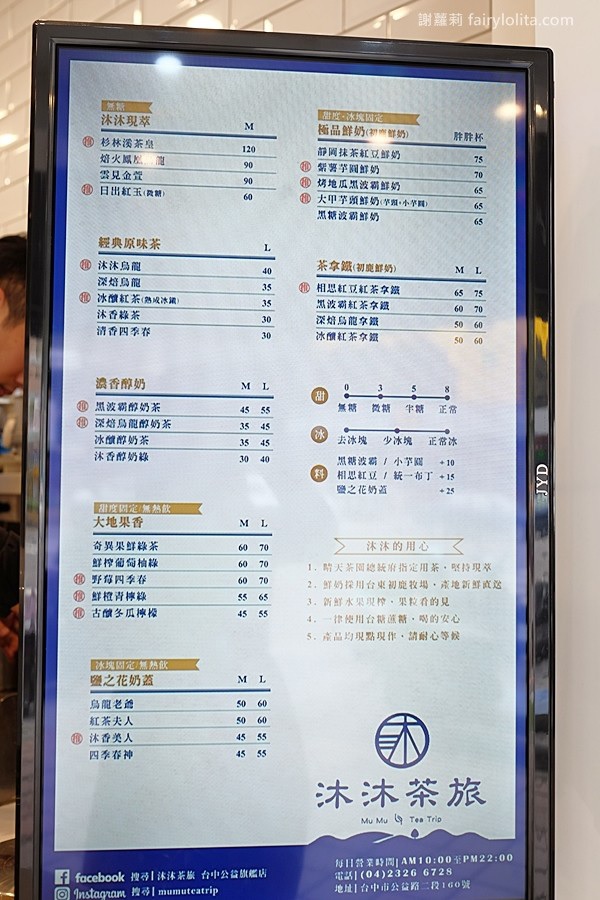 謝蘿莉 fairylolita.com
無糖
沐沐現萃 M
推 杉林溪茶皇 120
焙火鳳凰烏龍 90
雲見金萱 90
推 日出紅玉(微糖) 60
經典原味茶 L
推 沐沐烏龍 40
深焙烏龍 35
推 冰釀紅茶(熟成冰鎮) 35
沐香綠茶 30
清香四季春 30
濃香醇奶 M L
推 黑波霸醇奶茶 45 55
推 深焙烏龍醇奶茶 35 45
冰釀醇奶茶 35 45
沐香醇奶綠 30 40
甜度固定/無熱飲
大地果香 M L
奇異果鮮綠茶 60 70
鮮榨葡萄柚綠 60 70
推 野莓四季春 60 70
推 鮮橙青檸綠 55 65
推 古釀冬瓜檸檬 45 55
冰塊固定/無熱飲
鹽之花奶蓋 M L
烏龍老爺 50 60
紅茶夫人 50 60
推 沐香美人 45 55
四季春神 45 55
甜度、冰塊固定
極品鮮奶(初鹿鮮奶) 胖胖杯
靜岡抹茶紅豆鮮奶 75
推 紫薯芋圓鮮奶 70
推 烤地瓜黑波霸鮮奶 65
推 大甲芋頭鮮奶(芋頭+小芋圓) 65
黑糖波霸鮮奶 65
茶拿鐵(初鹿鮮奶) M L
推 相思紅豆紅茶拿鐵 65 75
黑波霸紅茶拿鐵 60 70
深焙烏龍拿鐵 50 60
冰釀紅茶拿鐵 50 60
甜 0 3 5 8
無糖 微糖 半糖 正常
冰 去冰塊 少冰塊 正常冰
料 黑糖波霸 / 小芋圓 +10
相思紅豆 / 統一布丁 +15
鹽之花奶蓋 +25
沐沐的用心
1. 晴天茶園總統府指定用茶、堅持現萃
2. 鮮奶採用台東初鹿牧場、產地新鮮直送
3. 新鮮水果現榨、果粒看的見
4. 一律使用台糖蔗糖、喝的安心
5. 產品均現點現作、請耐心等候
沐
沐沐茶旅
Mu Mu Tea Trip
facebook 搜尋| 沐沐茶旅 台中公益旗艦店
Instagram 搜尋| mumuteatrip
每日營業時間|AM10:00至PM22:00
電話|(04)2326 6728
地址|台中市公益路二段160號
JYD